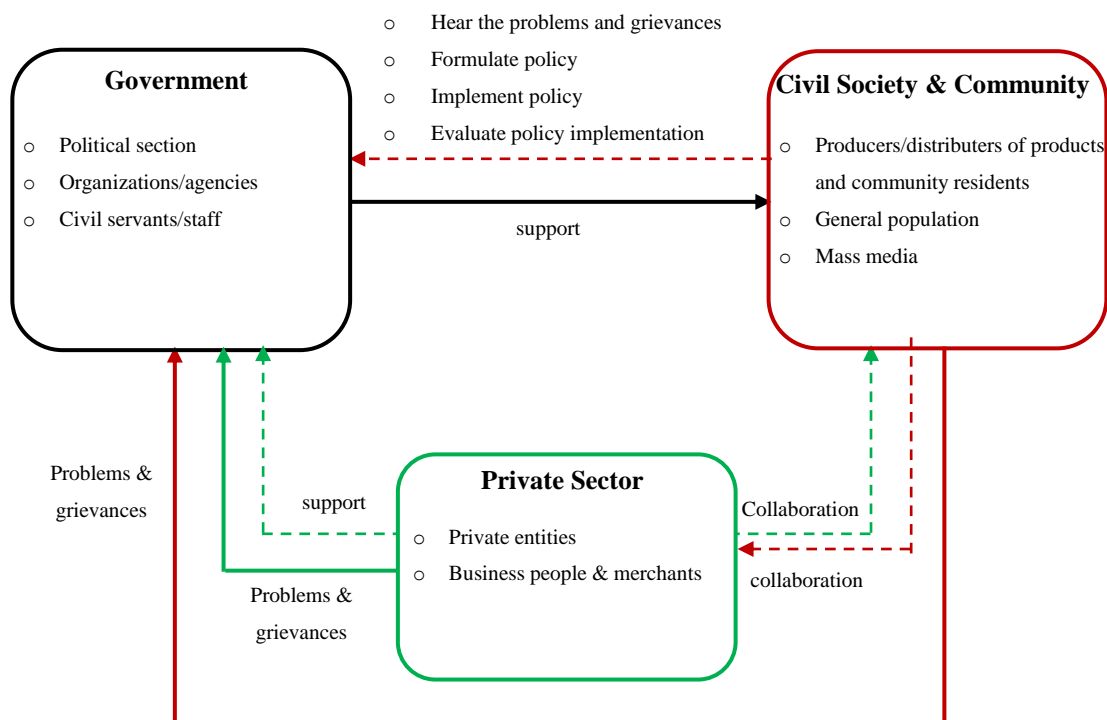 o Hear the problems and grievances
o Formulate policy
o Implement policy
o Evaluate policy implementation
Government
o Political section
o Organizations/agencies
o Civil servants/staff
support
Civil Society & Community
o Producers/distributers of products
and community residents
o General population
o Mass media
Problems &
grievances
support
Problems &
grievances
Private Sector
o Private entities
o Business people & merchants
Collaboration
collaboration